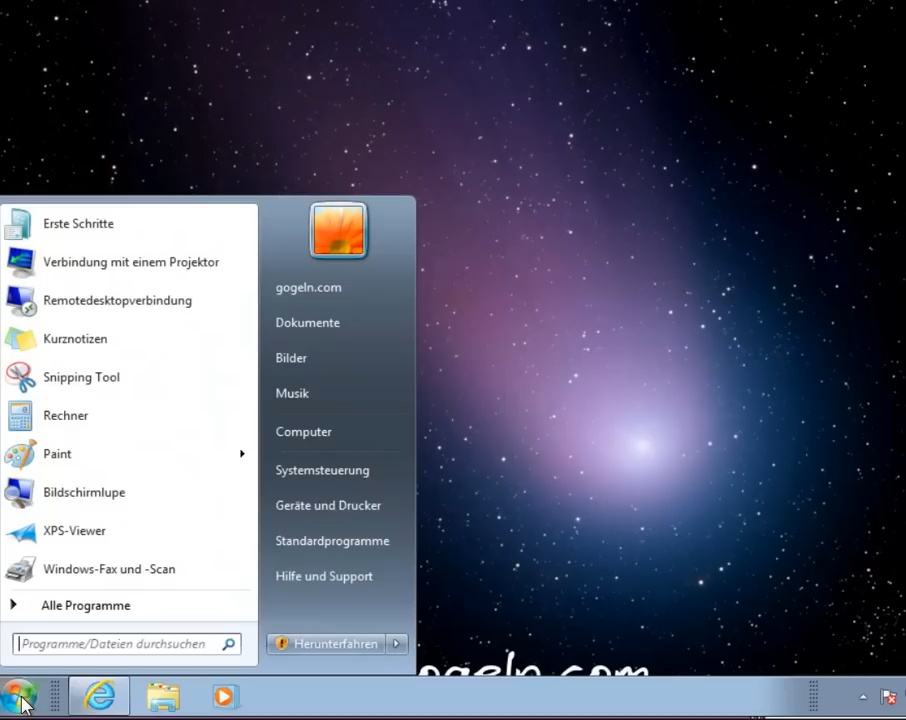 Erste Schritte
Verbindung mit einem Projektor
Remotedesktopverbindung
Kurznotizen
Snipping Tool
Rechner
Paint
Bildschirmlupe
XPS-Viewer
Windows-Fax und -Scan
Alle Programme
Programme/Dateien durchsuchen
gogeln.com
Dokumente
Bilder
Musik
Computer
Systemsteuerung
Geräte und Drucker
Standardprogramme
Hilfe und Support
Herunterfahren
ogeln.com